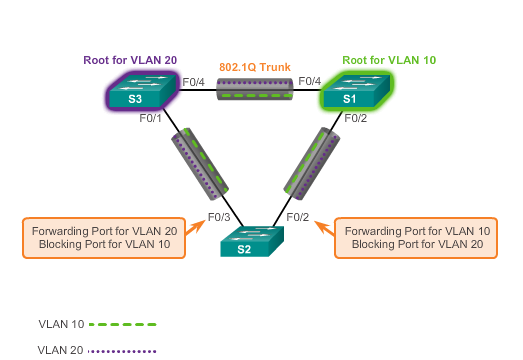 Root for VLAN 20
802.1Q Trunk
Root for VLAN 10
F0/4
F0/4
S3
S1
F0/1
F0/2
F0/3
F0/2
Forwarding Port for VLAN 20
Blocking Port for VLAN 10
S2
Forwarding Port for VLAN 10
Blocking Port for VLAN 20
VLAN 10
VLAN 20